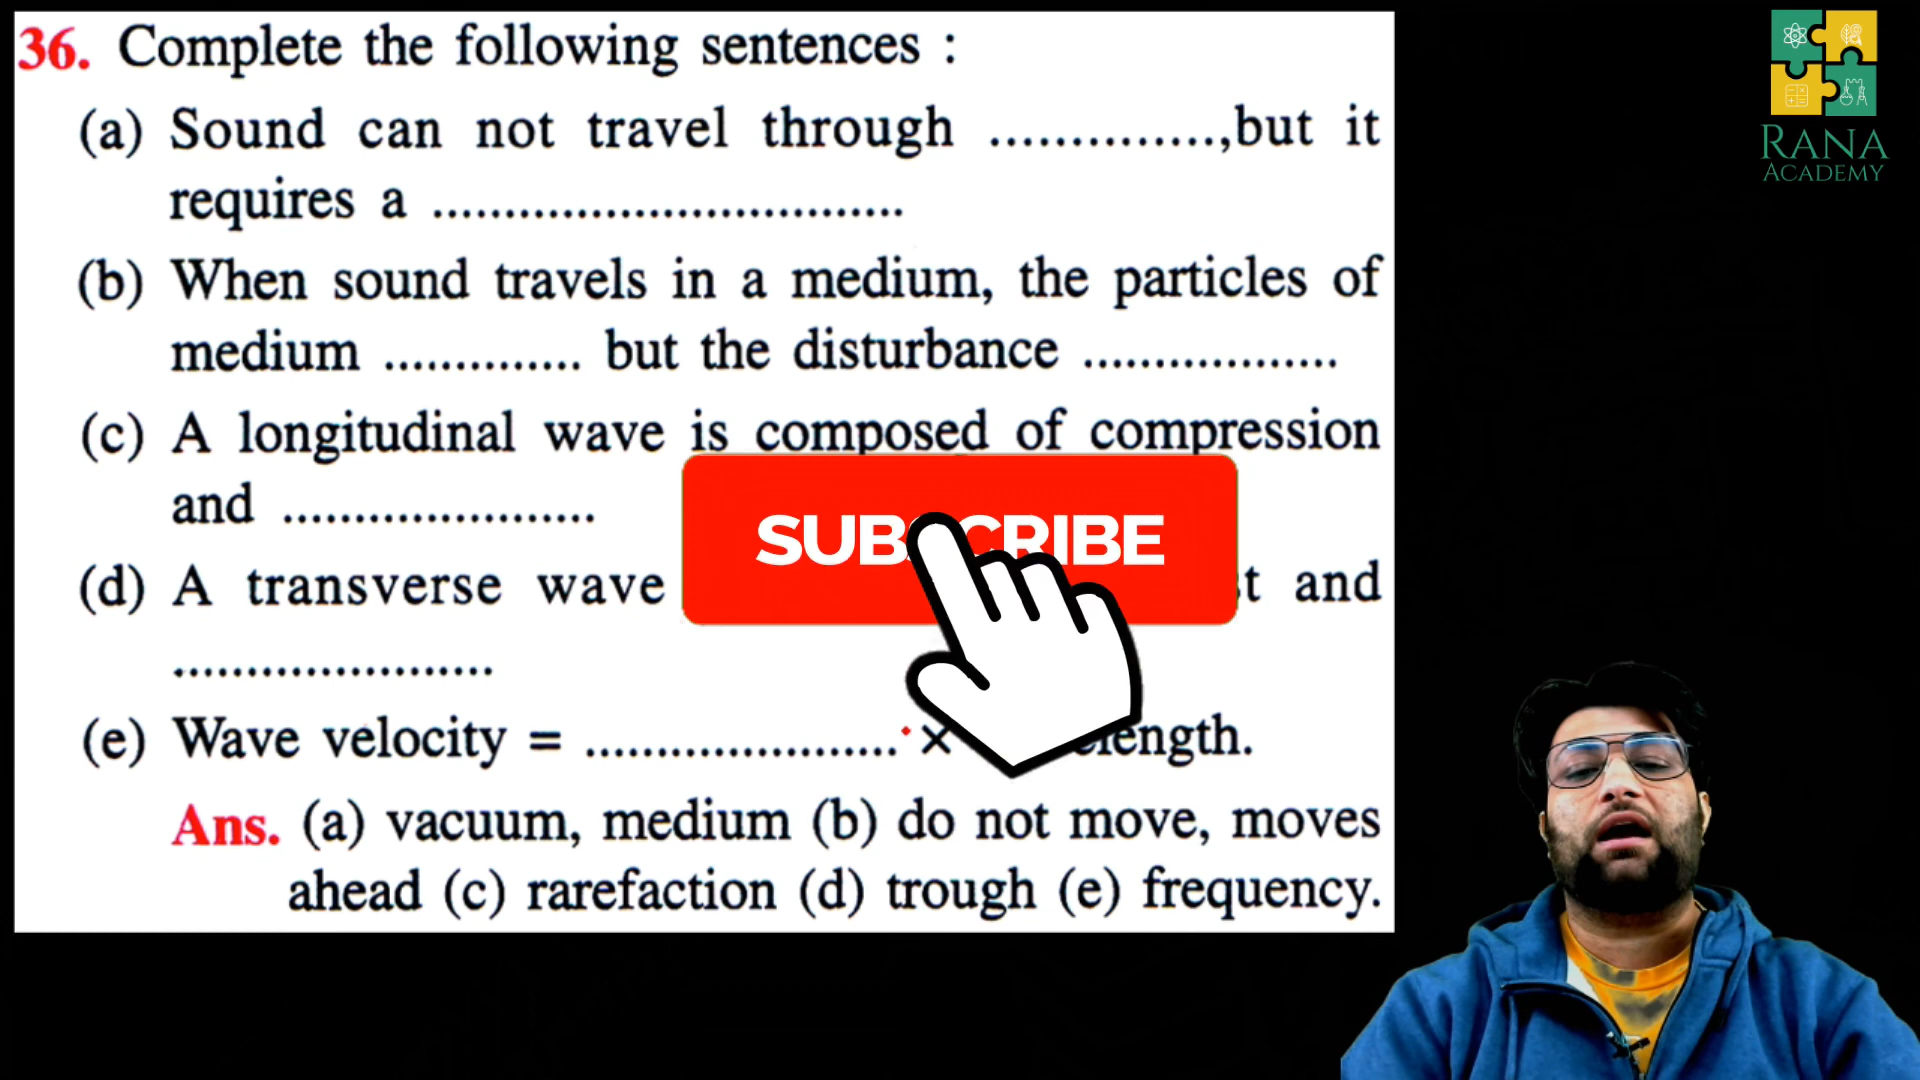 36. Complete the following sentences :
(a) Sound can not travel through ..............,but it
requires a .................................
(b) When sound travels in a medium, the particles of
medium .............. but the disturbance ..................
(c) A longitudinal wave is composed of compression
and ......................
(d) A transverse wave and
.......................
(e) Wave velocity = ...................... ×
Ans. (a) vacuum, medium (b) do not move, moves
ahead (c) rarefaction (d) trough (e) frequency.
SUBSCRIBE
RANA
ACADEMY